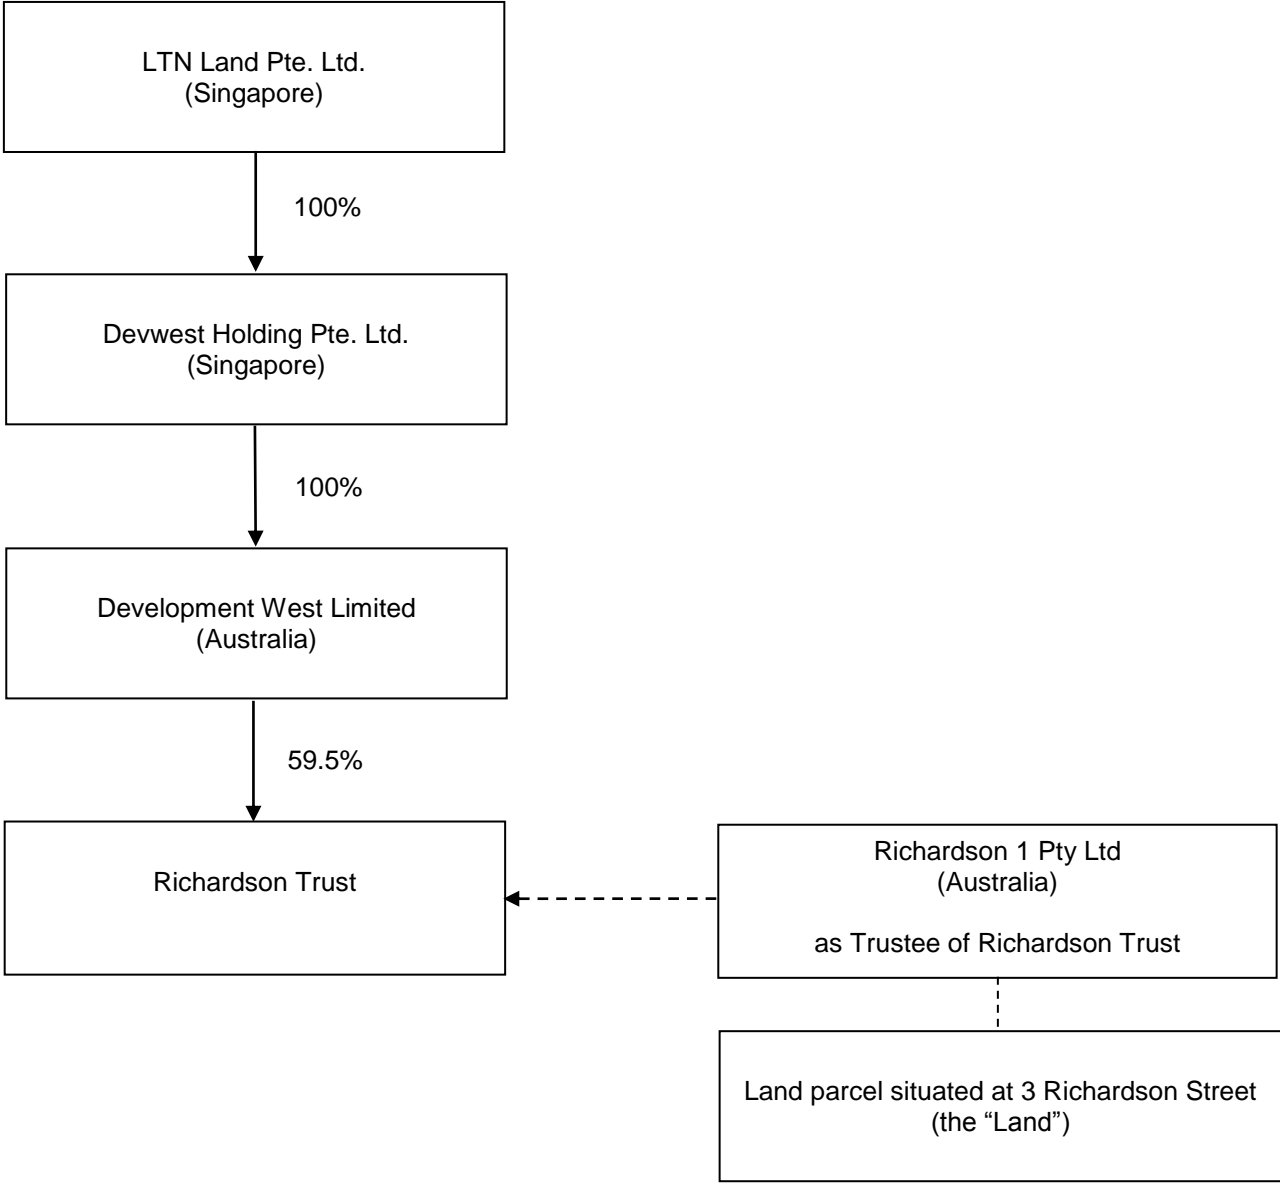 LTN Land Pte. Ltd.
(Singapore)
100%
Devwest Holding Pte. Ltd.
(Singapore)
100%
Development West Limited
(Australia)
59.5%
Richardson Trust
Richardson 1 Pty Ltd
(Australia)
as Trustee of Richardson Trust
Land parcel situated at 3 Richardson Street
(the “Land”)